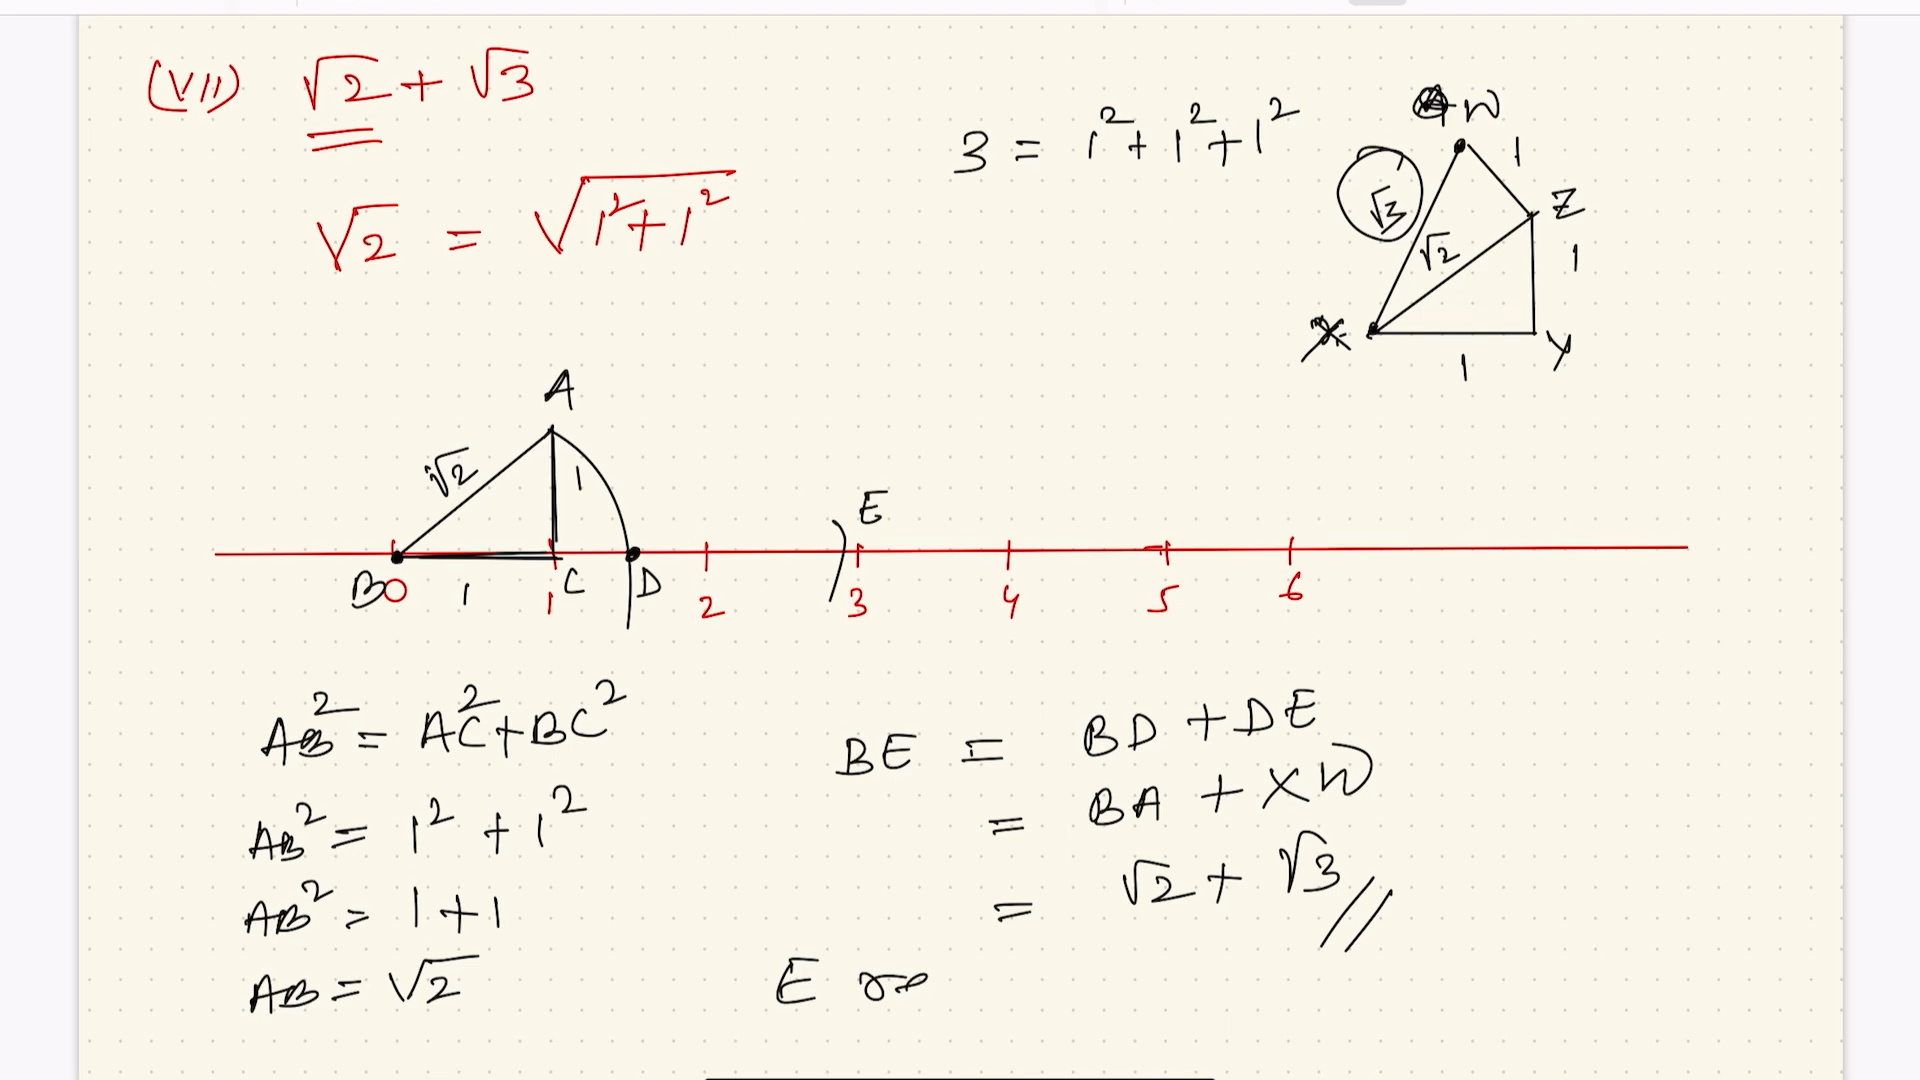 (VII) √2 + √3
3 = 1² + 1² + 1²
√2 = √1² + 1²
W
1
√3
Z
√2
1
X
Y
1
A
√2
1
E
B 0 1 1 C D 2 3 4 5 6
AB² = AC² + BC²
AB² = 1² + 1²
AB² = 1 + 1
AB = √2
BE = BD + DE
= BA + XW
= √2 + √3 //
E re